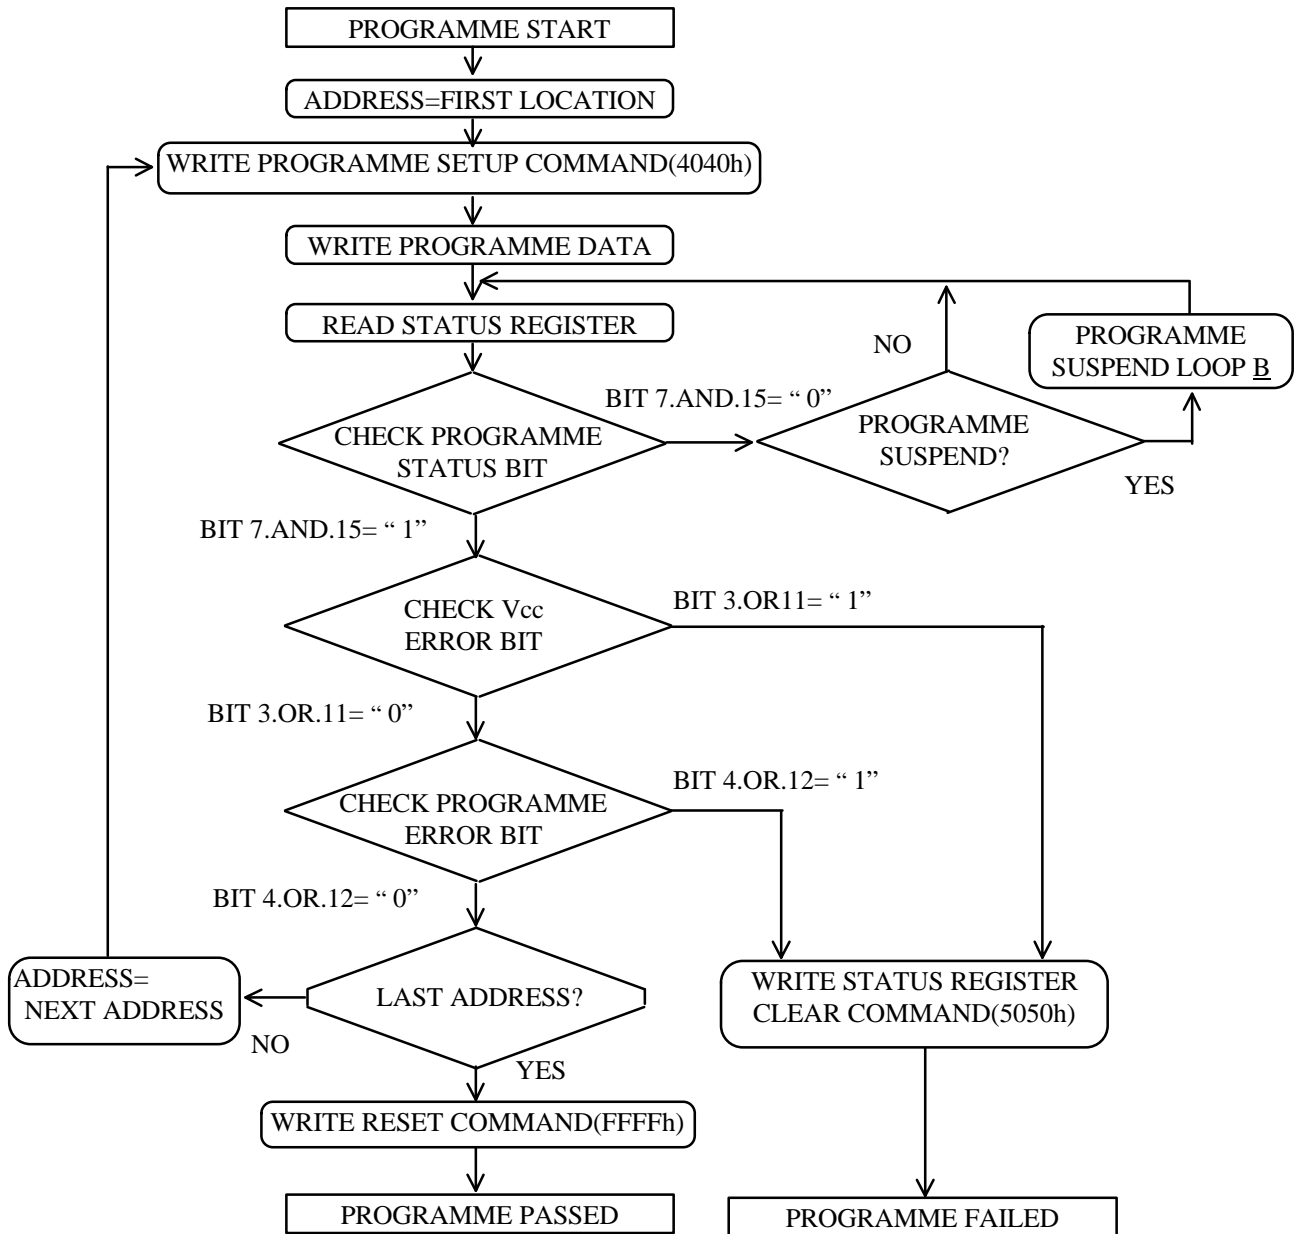 PROGRAMME START
ADDRESS=FIRST LOCATION
WRITE PROGRAMME SETUP COMMAND(4040h)
WRITE PROGRAMME DATA
READ STATUS REGISTER
NO
PROGRAMME
SUSPEND LOOP B
BIT 7.AND.15= “ 0”
CHECK PROGRAMME
STATUS BIT
PROGRAMME
SUSPEND?
YES
BIT 7.AND.15= “ 1”
CHECK Vcc
ERROR BIT
BIT 3.OR11= “ 1”
BIT 3.OR.11= “ 0”
CHECK PROGRAMME
ERROR BIT
BIT 4.OR.12= “ 1”
BIT 4.OR.12= “ 0”
ADDRESS=
NEXT ADDRESS
LAST ADDRESS?
WRITE STATUS REGISTER
CLEAR COMMAND(5050h)
NO
YES
WRITE RESET COMMAND(FFFFh)
PROGRAMME PASSED
PROGRAMME FAILED